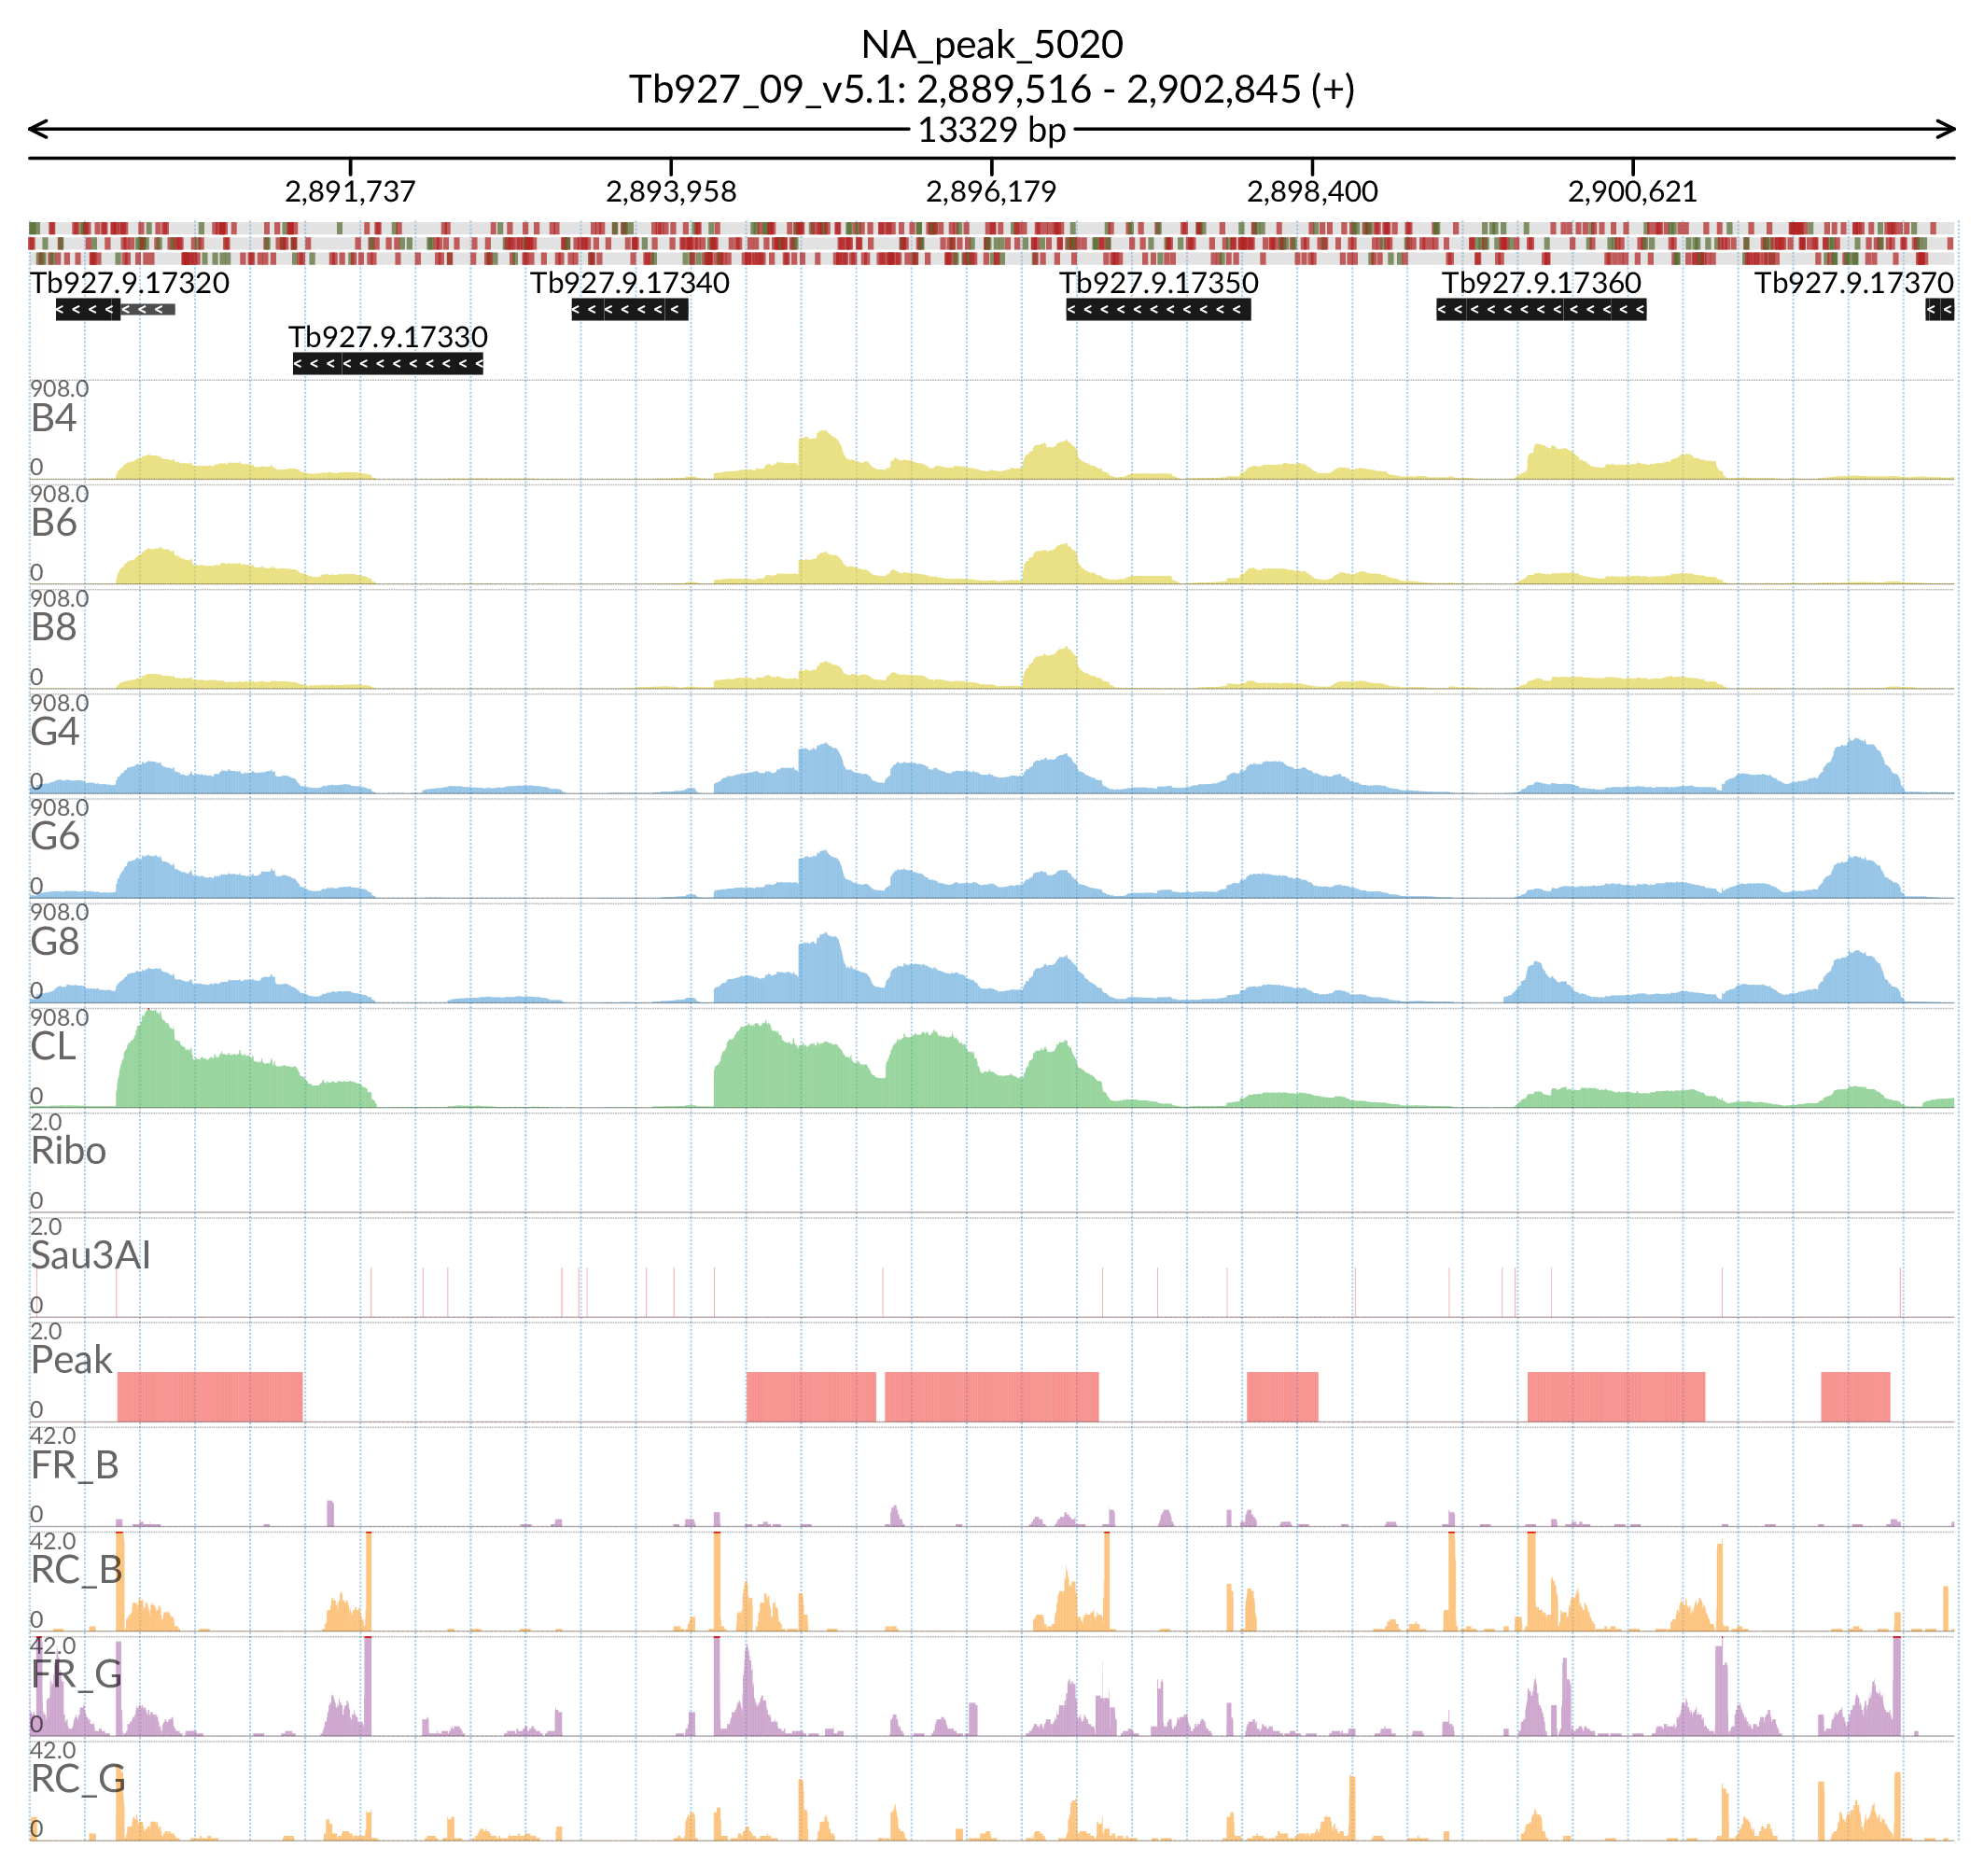 NA_peak_5020
Tb927_09_v5.1: 2,889,516 - 2,902,845 (+)
13329 bp
2,891,737 2,893,958 2,896,179 2,898,400 2,900,621
Tb927.9.17320 Tb927.9.17340 Tb927.9.17350 Tb927.9.17360 Tb927.9.17370
Tb927.9.17330
908.0
B4
0
908.0
B6
0
908.0
B8
0
908.0
G4
0
908.0
G6
0
908.0
G8
0
908.0
CL
0
2.0
Ribo
0
2.0
Sau3AI
0
2.0
Peak
0
42.0
FR_B
0
42.0
RC_B
0
42.0
FR_G
0
42.0
RC_G
0